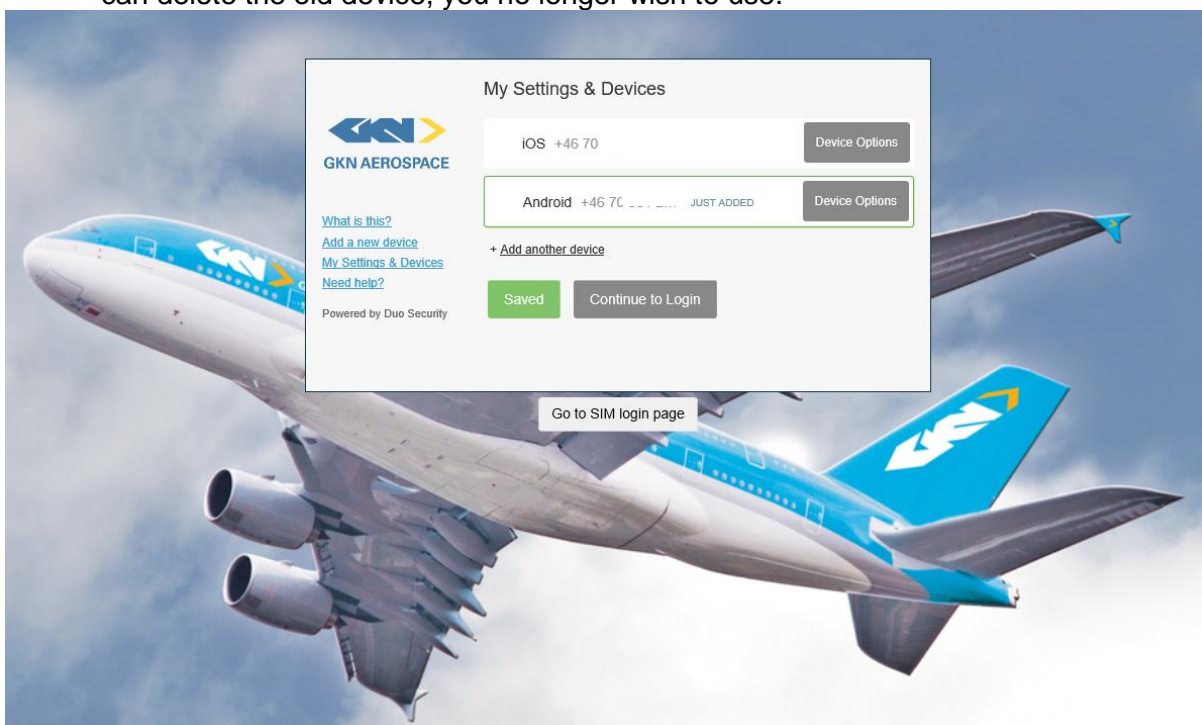 can delete the old device, you no longer wish to use.
My Settings & Devices
GKN AEROSPACE
iOS +46 70
Device Options
Android +46 70 JUST ADDED
Device Options
What is this?
Add a new device
My Settings & Devices
Need help?
Powered by Duo Security
+ Add another device
Saved
Continue to Login
Go to SIM login page
GKN
GKN